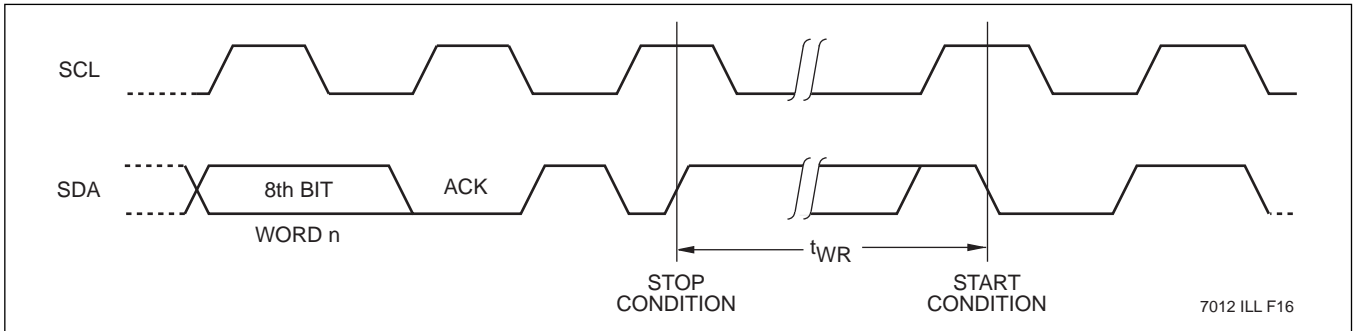 SCL
SDA
8th BIT
ACK
WORD n
tWR
STOP
CONDITION
START
CONDITION
7012 ILL F16